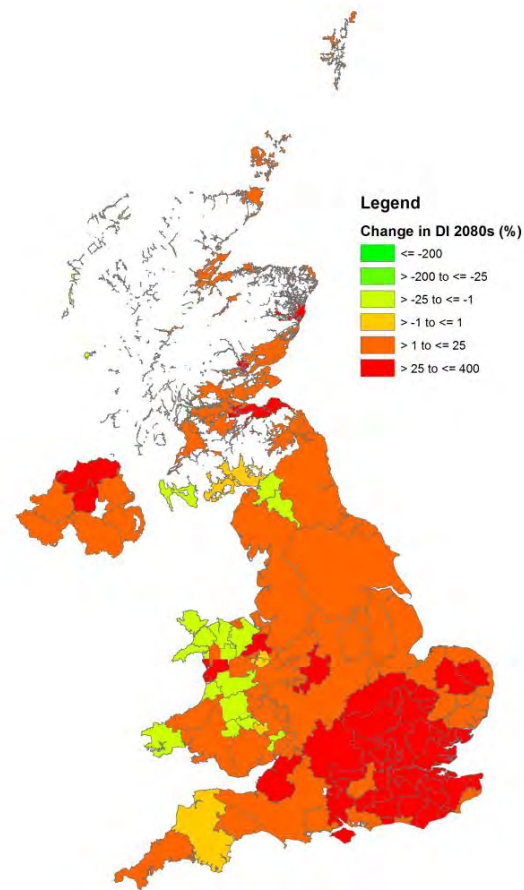 Legend
Change in DI 2080s (%)
<= -200
> -200 to <= -25
> -25 to <= -1
> -1 to <= 1
> 1 to <= 25
> 25 to <= 400